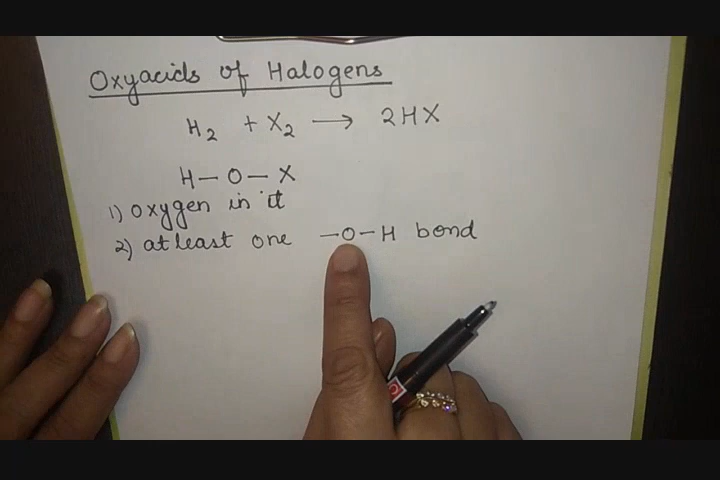 Oxyacids of Halogens
H₂ + X₂ → 2HX
H–O–X
1) oxygen in it
2) atleast one –O–H bond